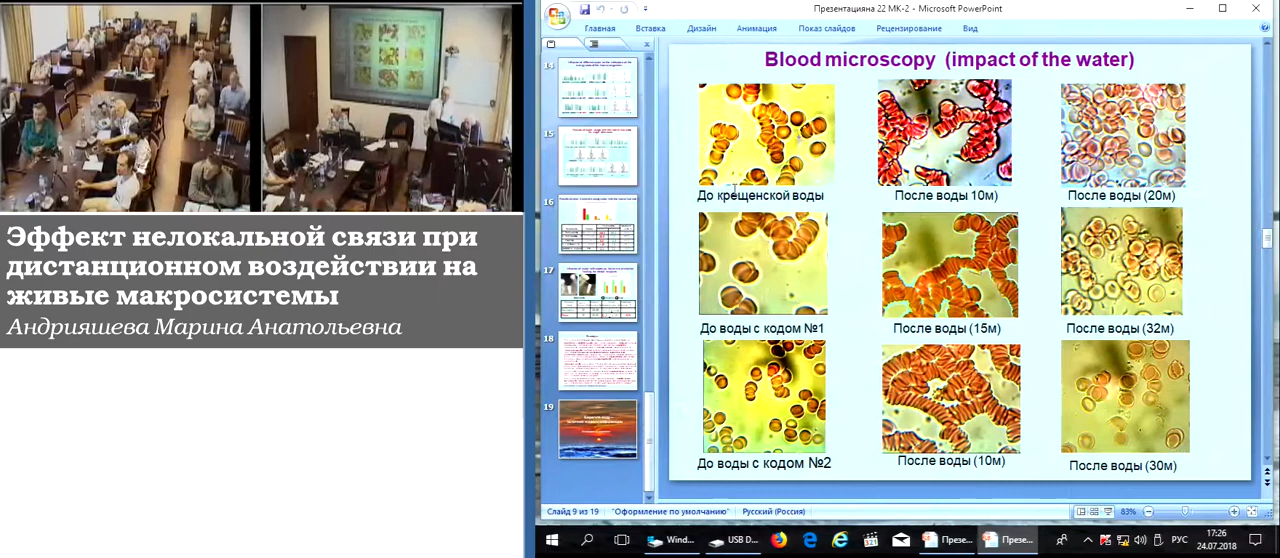 Эффект нелокальной связи при
дистанционном воздействии на
живые макросистемы
Андрияшева Марина Анатольевна
Презентацияна 22 МК-2 - Microsoft PowerPoint
Главная Вставка Дизайн Анимация Показ слайдов Рецензирование Вид
14
15
16
17
18
19
Blood microscopy (impact of the water)
До крещенской воды После воды 10м) После воды (20м)
До воды с кодом №1 После воды (15м) После воды (32м)
До воды с кодом №2 После воды (10м) После воды (30м)
Слайд 9 из 19 "Оформление по умолчанию" Русский (Россия) 83%
Wind... USB D... Презе... Презе... РУС 17:26
24.07.2018